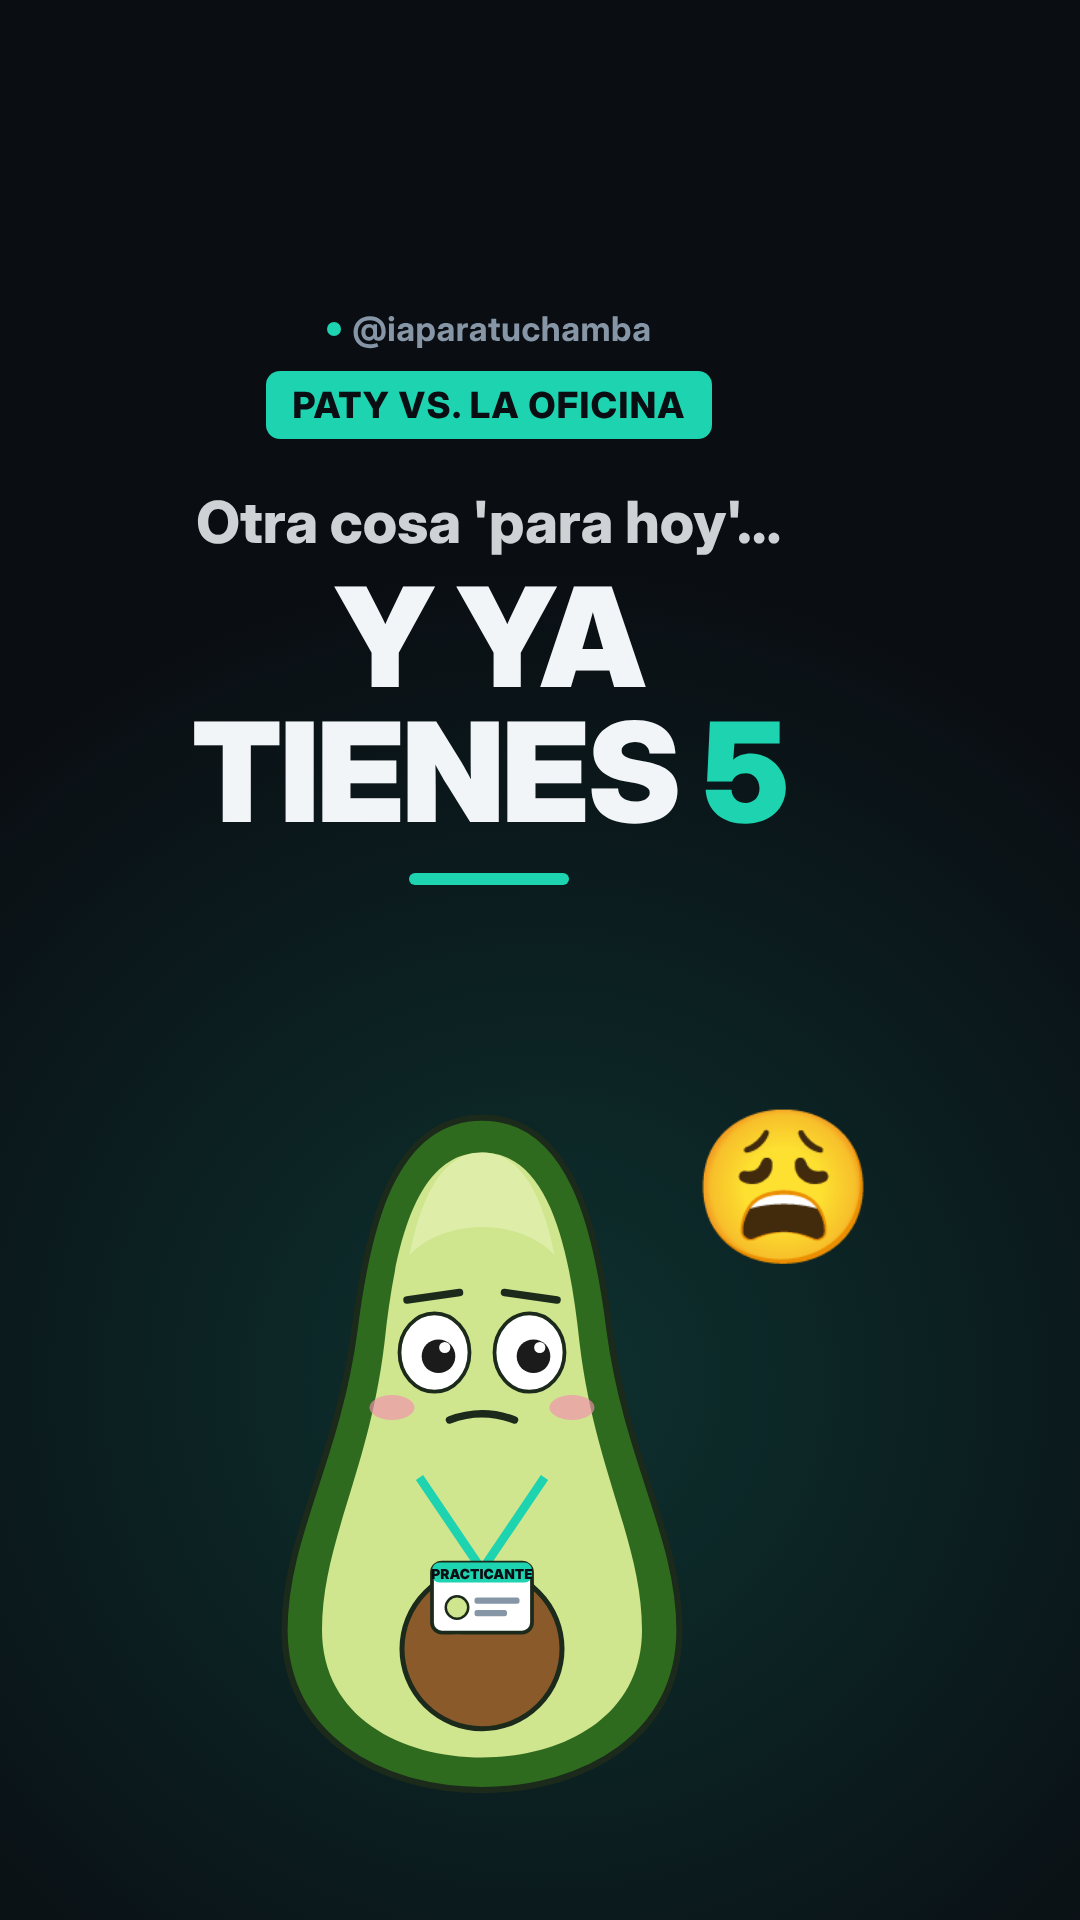 @iaparatuchamba
PATY VS. LA OFICINA
Otra cosa 'para hoy'...
Y YA
TIENES 5
PRACTICANTE